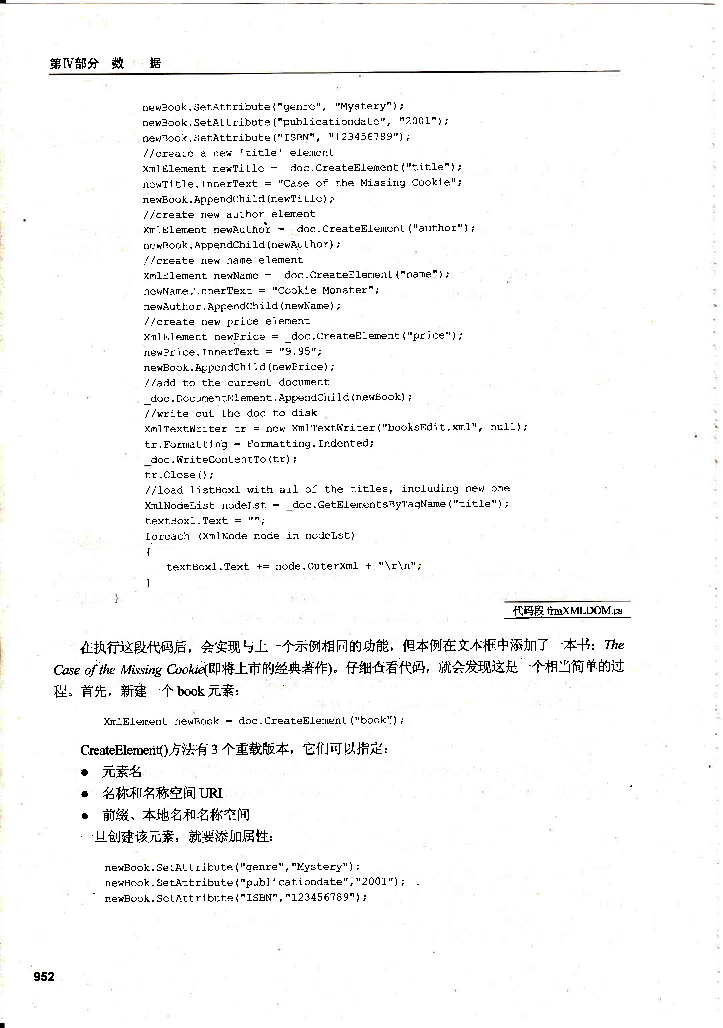 第Ⅳ部分 数 据
newBook.SetAttribute("genre", "Mystery");
newBook.SetAttribute("publicationdate", "2001");
newBook.SetAttribute("ISBN", "123456789");
//create a new 'title' element
XmlElement newTitle = _doc.CreateElement("title");
newTitle.InnerText = "Case of the Missing Cookie";
newBook.AppendChild(newTitle);
//create new author element
XmlElement newAuthor = _doc.CreateElement("author");
newBook.AppendChild(newAuthor);
//create new name element
XmlElement newName = _doc.CreateElement("name");
newName.InnerText = "Cookie Monster";
newAuthor.AppendChild(newName);
//create new price element
XmlElement newPrice = _doc.CreateElement("price");
newPrice.InnerText = "9.95";
newBook.AppendChild(newPrice);
//add to the current document
_doc.DocumentElement.AppendChild(newBook);
//write out the doc to disk
XmlTextWriter tr = new XmlTextWriter("booksEdit.xml", null);
tr.Formatting = Formatting.Indented;
_doc.WriteContentTo(tr);
tr.Close();
//load listBox1 with all of the titles, including new one
XmlNodeList nodeLst = _doc.GetElementsByTagName("title");
textBox1.Text = "";
foreach (XmlNode node in nodeLst)
{
textBox1.Text += node.OuterXml + "\r\n";
}
}
代码段 frmXMLDOM.cs
在执行这段代码后，会实现与上一个示例相同的功能，但本例在文本框中添加了一本书：The
Case of the Missing Cookie(即将上市的经典著作)。仔细查看代码，就会发现这是一个相当简单的过
程。首先，新建一个 book 元素：
XmlElement newBook = doc.CreateElement("book");
CreateElement()方法有 3 个重载版本，它们可以指定：
● 元素名
● 名称和名称空间 URI
● 前缀、本地名和名称空间
一旦创建该元素，就要添加属性：
newBook.SetAttribute("genre","Mystery");
newBook.SetAttribute("publicationdate","2001");
newBook.SetAttribute("ISBN","123456789");
952